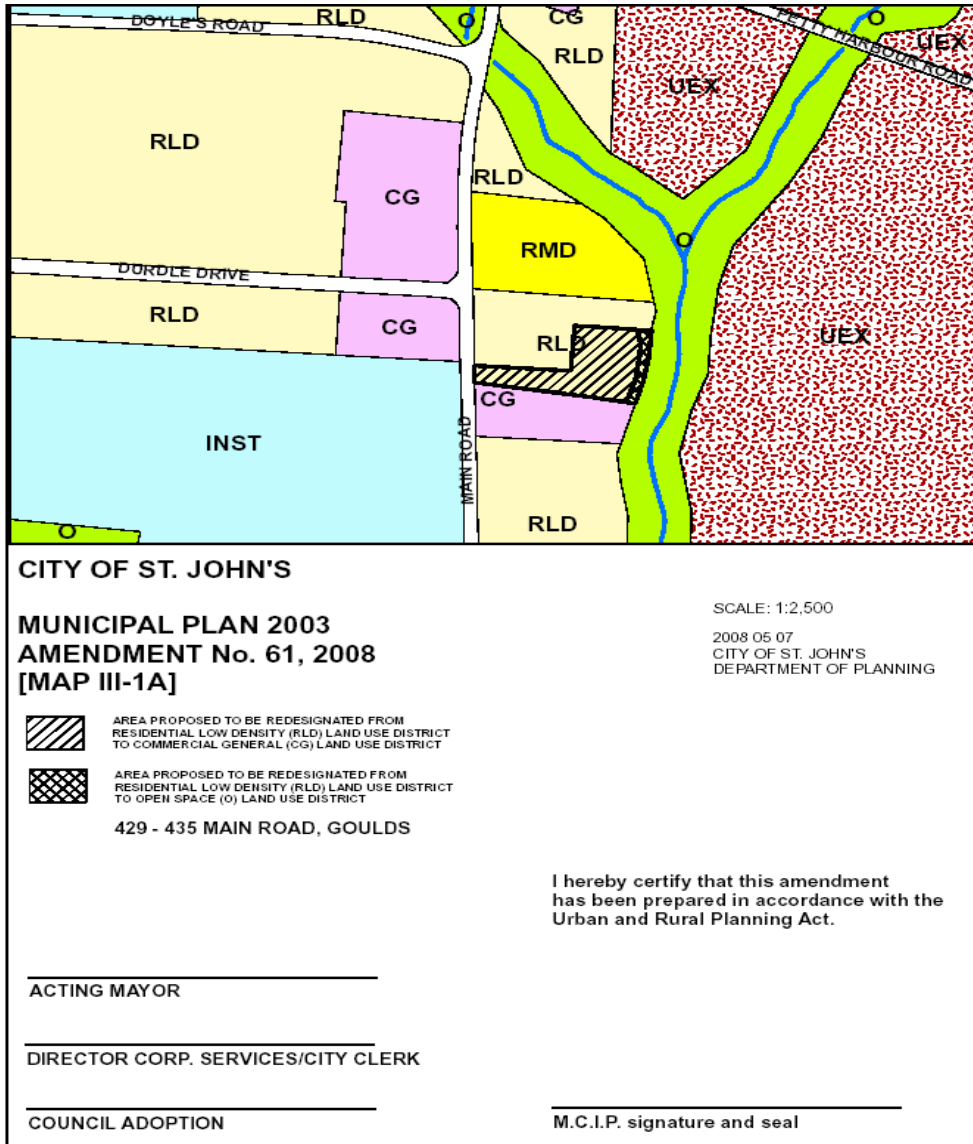 DOYLE'S ROAD
RLD
O
CG
RLD
O
PETTY HARBOUR ROAD
UEX
UEX
RLD
CG
RLD
RMD
O
DURDLE DRIVE
RLD
CG
RLD
UEX
CG
INST
MAIN ROAD
RLD
O
CITY OF ST. JOHN'S
MUNICIPAL PLAN 2003
AMENDMENT No. 61, 2008
[MAP III-1A]
SCALE: 1:2,500
2008 05 07
CITY OF ST. JOHN'S
DEPARTMENT OF PLANNING
AREA PROPOSED TO BE REDESIGNATED FROM
RESIDENTIAL LOW DENSITY (RLD) LAND USE DISTRICT
TO COMMERCIAL GENERAL (CG) LAND USE DISTRICT
AREA PROPOSED TO BE REDESIGNATED FROM
RESIDENTIAL LOW DENSITY (RLD) LAND USE DISTRICT
TO OPEN SPACE (O) LAND USE DISTRICT
429 - 435 MAIN ROAD, GOULDS
I hereby certify that this amendment
has been prepared in accordance with the
Urban and Rural Planning Act.
ACTING MAYOR
DIRECTOR CORP. SERVICES/CITY CLERK
COUNCIL ADOPTION
M.C.I.P. signature and seal